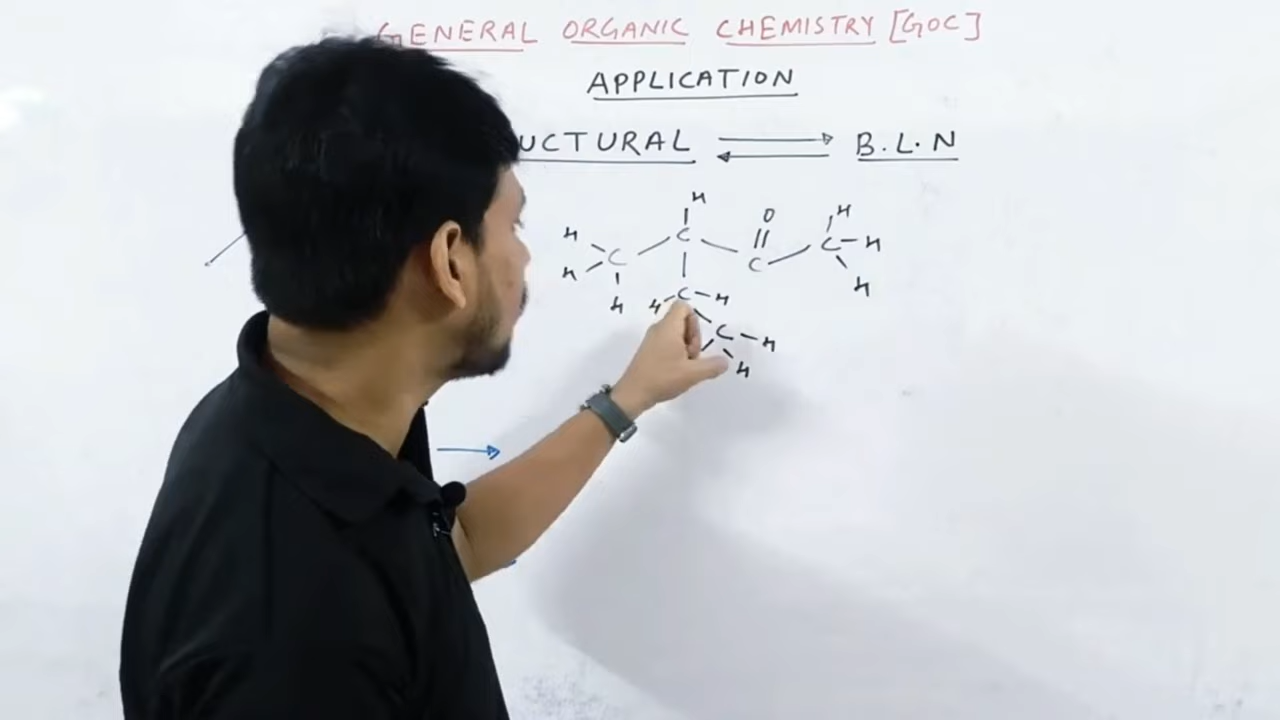 GENERAL ORGANIC CHEMISTRY [GOC]
APPLICATION
UCTURAL ⇌ B.L.N
H
O H
H C C H
H C C H
H H C H
C H
H